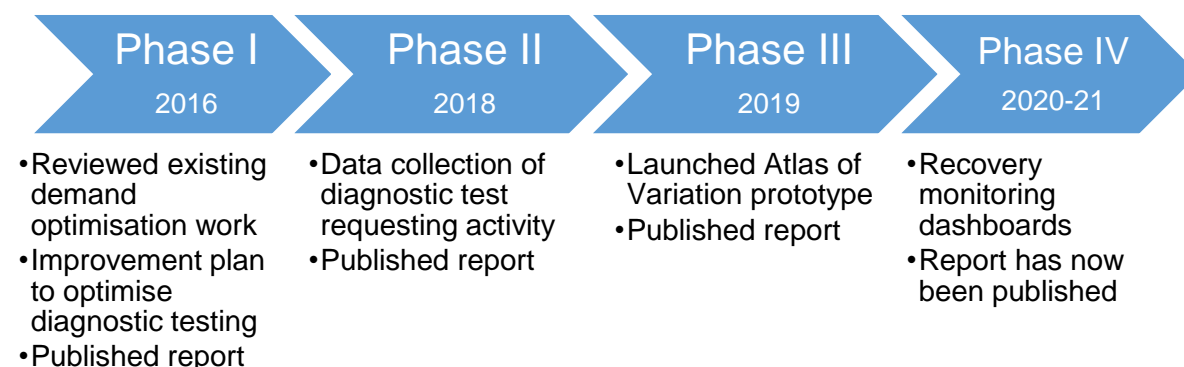 Phase I
2016
Phase II
2018
Phase III
2019
Phase IV
2020-21
•Reviewed existing
demand
optimisation work
•Improvement plan
to optimise
diagnostic testing
•Published report
•Data collection of
diagnostic test
requesting activity
•Published report
•Launched Atlas of
Variation prototype
•Published report
•Recovery
monitoring
dashboards
•Report has now
been published